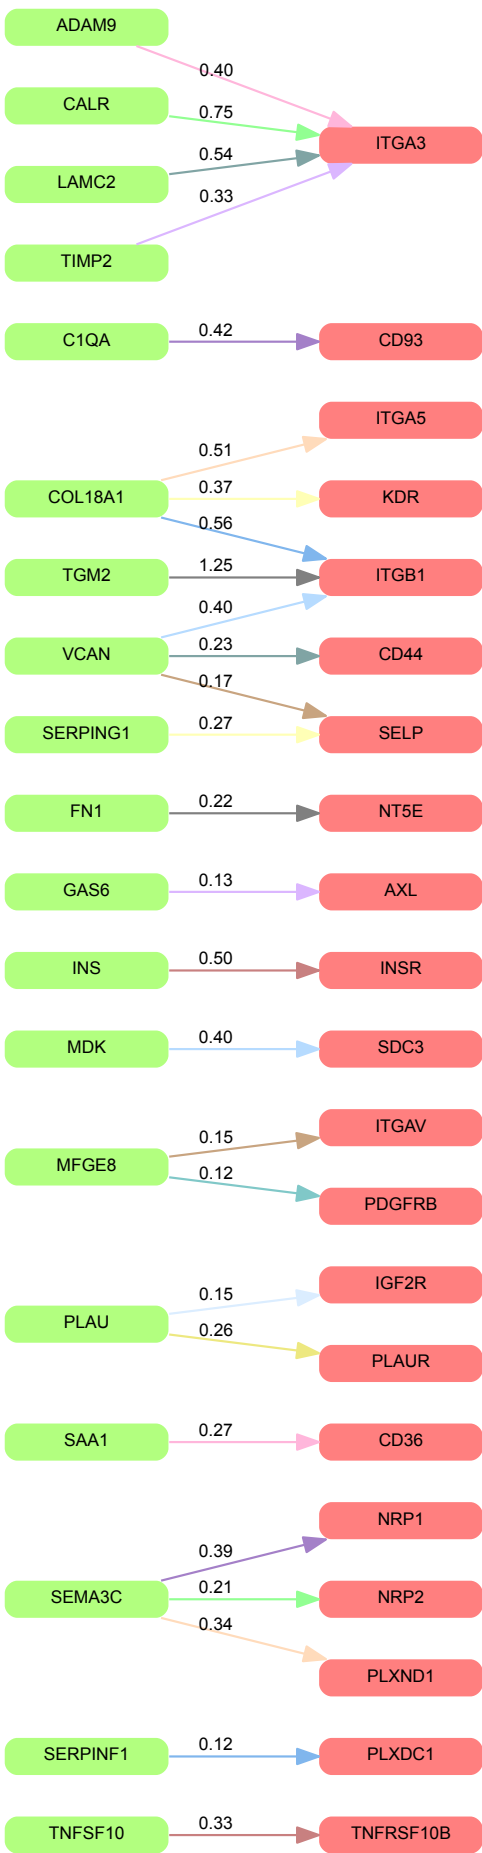 ADAM9
0.40
CALR
0.75
ITGA3
LAMC2
0.54
0.33
TIMP2
C1QA
0.42
CD93
ITGA5
0.51
COL18A1
0.37
KDR
0.56
TGM2
1.25
ITGB1
0.40
VCAN
0.23
CD44
0.17
SERPING1
0.27
SELP
FN1
0.22
NT5E
GAS6
0.13
AXL
INS
0.50
INSR
MDK
0.40
SDC3
ITGAV
0.15
MFGE8
0.12
PDGFRB
IGF2R
0.15
PLAU
0.26
PLAUR
SAA1
0.27
CD36
NRP1
0.39
SEMA3C
0.21
NRP2
0.34
PLXND1
SERPINF1
0.12
PLXDC1
TNFSF10
0.33
TNFRSF10B